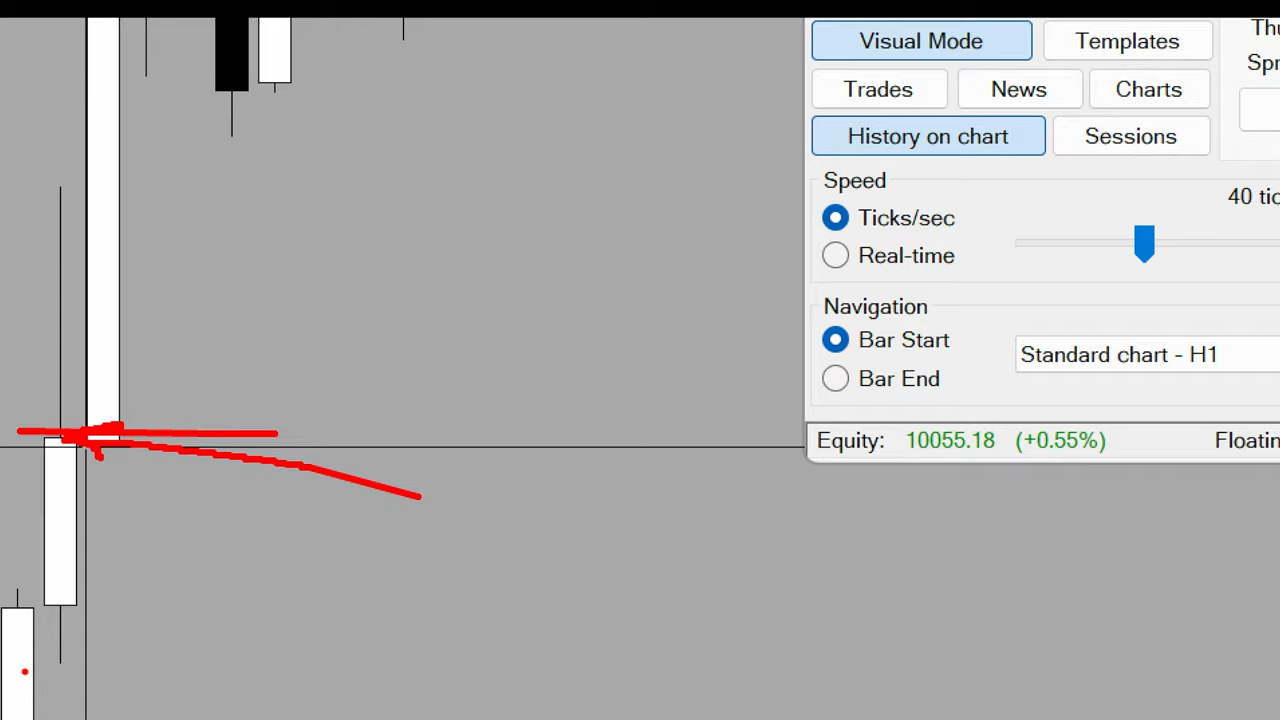 Visual Mode
Templates
Trades
News
Charts
History on chart
Sessions
Speed
Ticks/sec
Real-time
Navigation
Bar Start
Bar End
Standard chart - H1
Equity: 10055.18 (+0.55%)
40